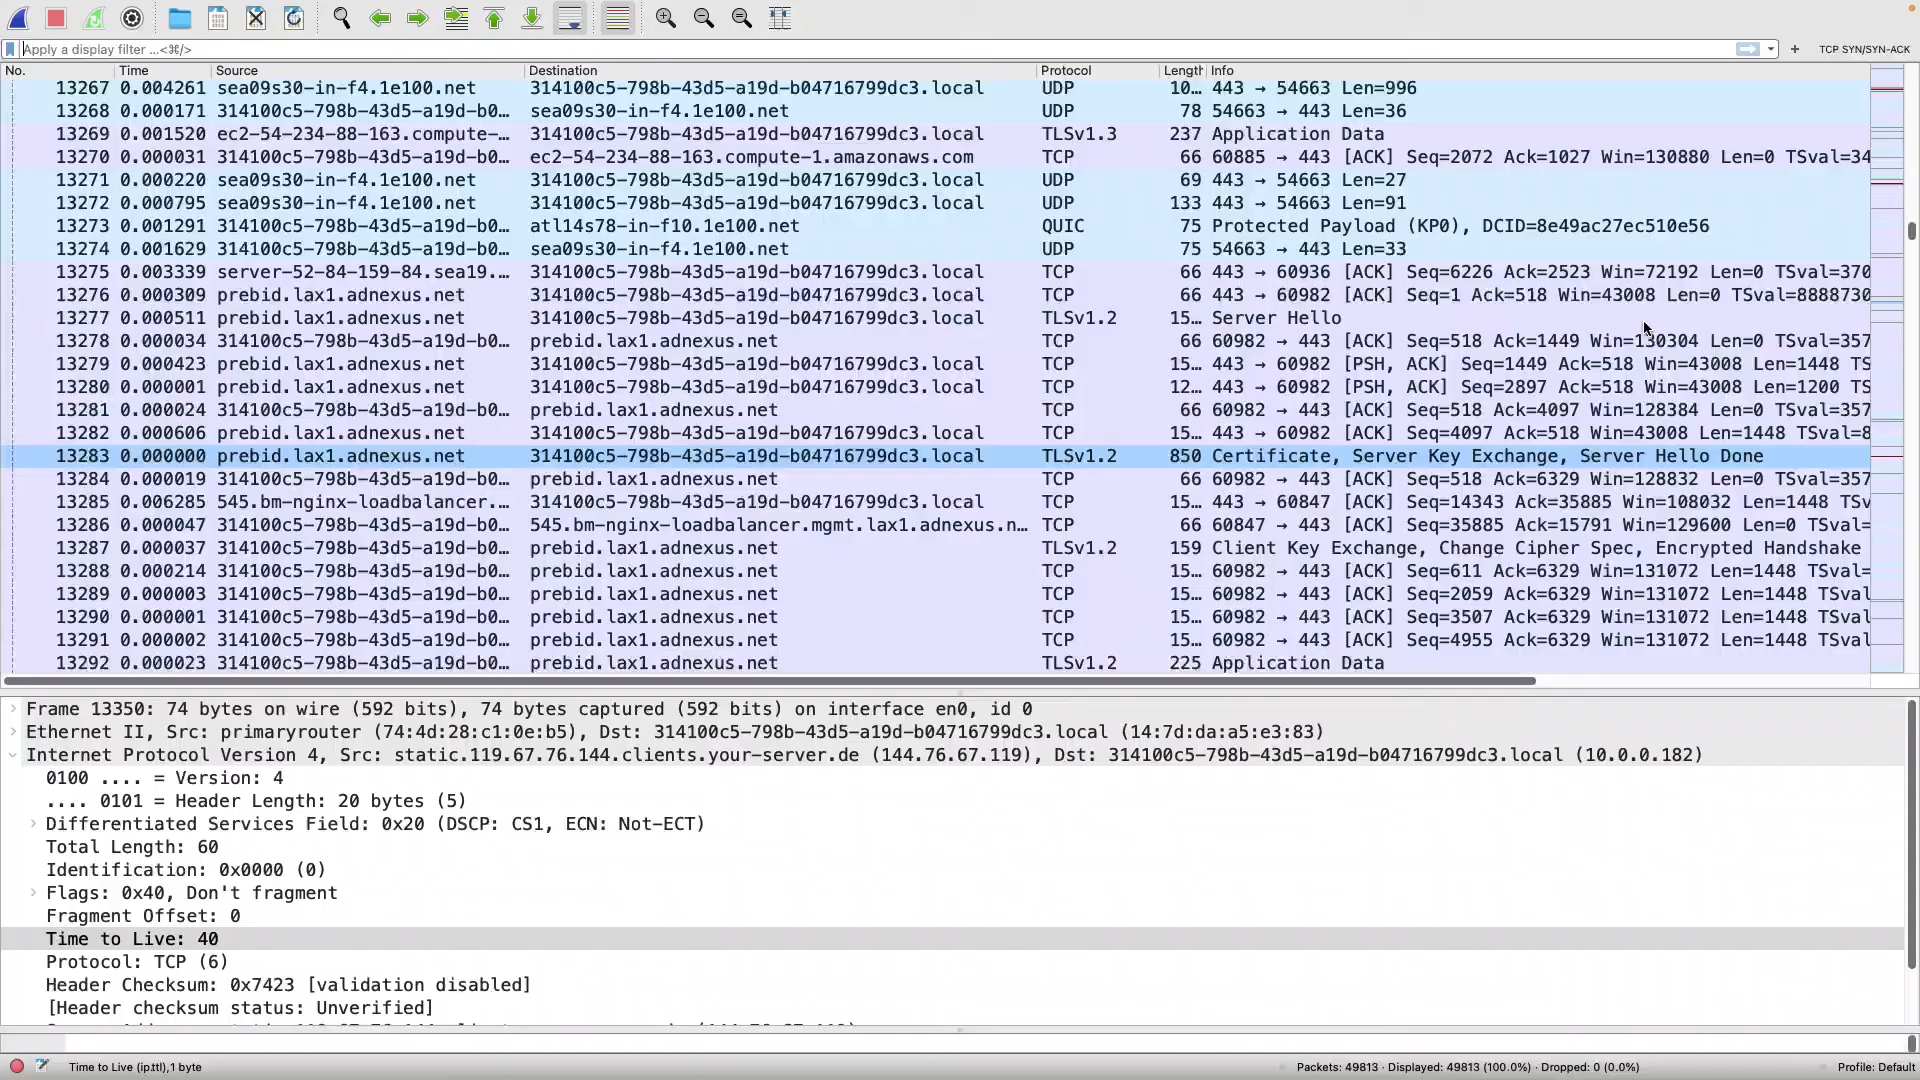 Apply a display filter ...<⌘/>
TCP SYN/SYN-ACK
No. Time Source Destination Protocol Length Info
13267 0.004261 sea09s30-in-f4.1e100.net 314100c5-798b-43d5-a19d-b04716799dc3.local UDP 10… 443 → 54663 Len=996
13268 0.000171 314100c5-798b-43d5-a19d-b0… sea09s30-in-f4.1e100.net UDP 78 54663 → 443 Len=36
13269 0.001520 ec2-54-234-88-163.compute-… 314100c5-798b-43d5-a19d-b04716799dc3.local TLSv1.3 237 Application Data
13270 0.000031 314100c5-798b-43d5-a19d-b0… ec2-54-234-88-163.compute-1.amazonaws.com TCP 66 60885 → 443 [ACK] Seq=2072 Ack=1027 Win=130880 Len=0 TSval=34
13271 0.000220 sea09s30-in-f4.1e100.net 314100c5-798b-43d5-a19d-b04716799dc3.local UDP 69 443 → 54663 Len=27
13272 0.000795 sea09s30-in-f4.1e100.net 314100c5-798b-43d5-a19d-b04716799dc3.local UDP 133 443 → 54663 Len=91
13273 0.001291 314100c5-798b-43d5-a19d-b0… atl14s78-in-f10.1e100.net QUIC 75 Protected Payload (KP0), DCID=8e49ac27ec510e56
13274 0.001629 314100c5-798b-43d5-a19d-b0… sea09s30-in-f4.1e100.net UDP 75 54663 → 443 Len=33
13275 0.003339 server-52-84-159-84.sea19.… 314100c5-798b-43d5-a19d-b04716799dc3.local TCP 66 443 → 60936 [ACK] Seq=6226 Ack=2523 Win=72192 Len=0 TSval=370
13276 0.000309 prebid.lax1.adnexus.net 314100c5-798b-43d5-a19d-b04716799dc3.local TCP 66 443 → 60982 [ACK] Seq=1 Ack=518 Win=43008 Len=0 TSval=8888730
13277 0.000511 prebid.lax1.adnexus.net 314100c5-798b-43d5-a19d-b04716799dc3.local TLSv1.2 15… Server Hello
13278 0.000034 314100c5-798b-43d5-a19d-b0… prebid.lax1.adnexus.net TCP 66 60982 → 443 [ACK] Seq=518 Ack=1449 Win=130304 Len=0 TSval=357
13279 0.000423 prebid.lax1.adnexus.net 314100c5-798b-43d5-a19d-b04716799dc3.local TCP 15… 443 → 60982 [PSH, ACK] Seq=1449 Ack=518 Win=43008 Len=1448 TS
13280 0.000001 prebid.lax1.adnexus.net 314100c5-798b-43d5-a19d-b04716799dc3.local TCP 12… 443 → 60982 [PSH, ACK] Seq=2897 Ack=518 Win=43008 Len=1200 TS
13281 0.000024 314100c5-798b-43d5-a19d-b0… prebid.lax1.adnexus.net TCP 66 60982 → 443 [ACK] Seq=518 Ack=4097 Win=128384 Len=0 TSval=357
13282 0.000606 prebid.lax1.adnexus.net 314100c5-798b-43d5-a19d-b04716799dc3.local TCP 15… 443 → 60982 [ACK] Seq=4097 Ack=518 Win=43008 Len=1448 TSval=8
13283 0.000000 prebid.lax1.adnexus.net 314100c5-798b-43d5-a19d-b04716799dc3.local TLSv1.2 850 Certificate, Server Key Exchange, Server Hello Done
13284 0.000019 314100c5-798b-43d5-a19d-b0… prebid.lax1.adnexus.net TCP 66 60982 → 443 [ACK] Seq=518 Ack=6329 Win=128832 Len=0 TSval=357
13285 0.006285 545.bm-nginx-loadbalancer.… 314100c5-798b-43d5-a19d-b04716799dc3.local TCP 15… 443 → 60847 [ACK] Seq=14343 Ack=35885 Win=108032 Len=1448 TSv
13286 0.000047 314100c5-798b-43d5-a19d-b0… 545.bm-nginx-loadbalancer.mgmt.lax1.adnexus.n… TCP 66 60847 → 443 [ACK] Seq=35885 Ack=15791 Win=129600 Len=0 TSval=
13287 0.000037 314100c5-798b-43d5-a19d-b0… prebid.lax1.adnexus.net TLSv1.2 159 Client Key Exchange, Change Cipher Spec, Encrypted Handshake
13288 0.000214 314100c5-798b-43d5-a19d-b0… prebid.lax1.adnexus.net TCP 15… 60982 → 443 [ACK] Seq=611 Ack=6329 Win=131072 Len=1448 TSval=
13289 0.000003 314100c5-798b-43d5-a19d-b0… prebid.lax1.adnexus.net TCP 15… 60982 → 443 [ACK] Seq=2059 Ack=6329 Win=131072 Len=1448 TSval
13290 0.000001 314100c5-798b-43d5-a19d-b0… prebid.lax1.adnexus.net TCP 15… 60982 → 443 [ACK] Seq=3507 Ack=6329 Win=131072 Len=1448 TSval
13291 0.000002 314100c5-798b-43d5-a19d-b0… prebid.lax1.adnexus.net TCP 15… 60982 → 443 [ACK] Seq=4955 Ack=6329 Win=131072 Len=1448 TSval
13292 0.000023 314100c5-798b-43d5-a19d-b0… prebid.lax1.adnexus.net TLSv1.2 225 Application Data
Frame 13350: 74 bytes on wire (592 bits), 74 bytes captured (592 bits) on interface en0, id 0
Ethernet II, Src: primaryrouter (74:4d:28:c1:0e:b5), Dst: 314100c5-798b-43d5-a19d-b04716799dc3.local (14:7d:da:a5:e3:83)
Internet Protocol Version 4, Src: static.119.67.76.144.clients.your-server.de (144.76.67.119), Dst: 314100c5-798b-43d5-a19d-b04716799dc3.local (10.0.0.182)
0100 .... = Version: 4
.... 0101 = Header Length: 20 bytes (5)
Differentiated Services Field: 0x20 (DSCP: CS1, ECN: Not-ECT)
Total Length: 60
Identification: 0x0000 (0)
Flags: 0x40, Don't fragment
Fragment Offset: 0
Time to Live: 40
Protocol: TCP (6)
Header Checksum: 0x7423 [validation disabled]
[Header checksum status: Unverified]
Time to Live (ip.ttl),1 byte
Packets: 49813 · Displayed: 49813 (100.0%) · Dropped: 0 (0.0%)
Profile: Default